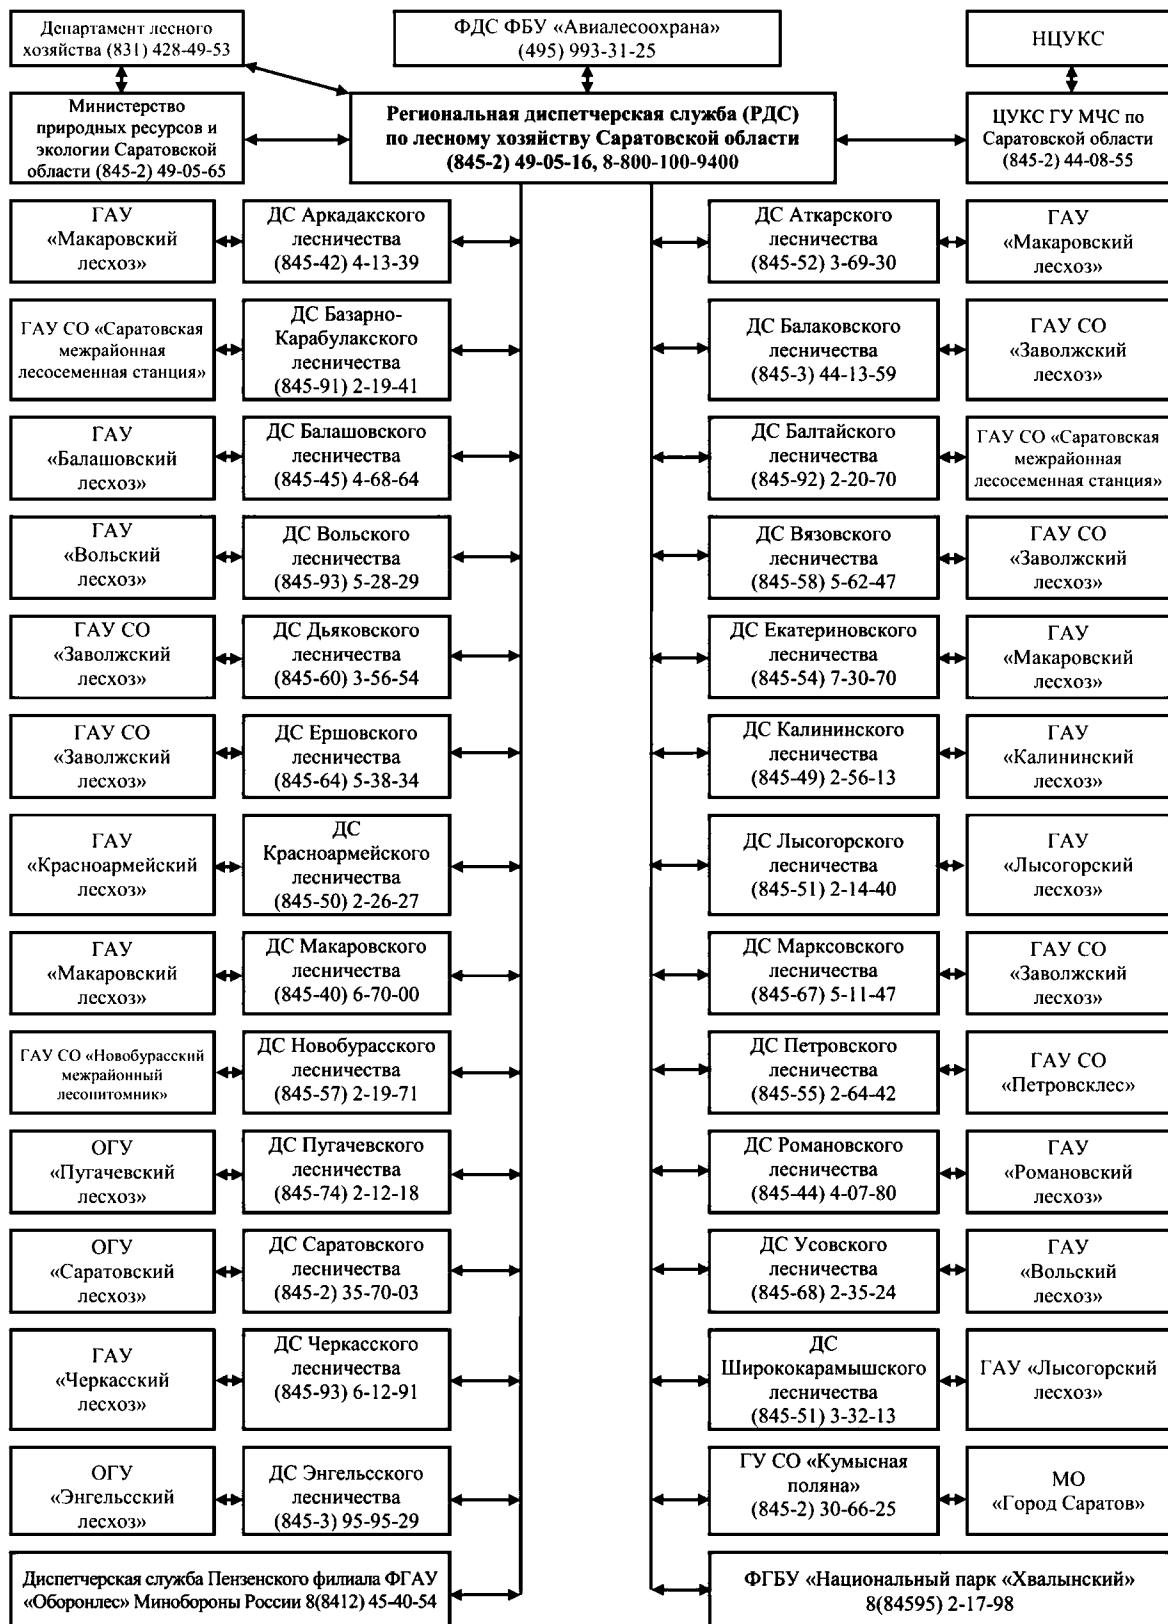 Департамент лесного
хозяйства (831) 428-49-53
ФДС ФБУ «Авиалесоохрана»
(495) 993-31-25
НЦУКС
Министерство
природных ресурсов и
экологии Саратовской
области (845-2) 49-05-65
Региональная диспетчерская служба (РДС)
по лесному хозяйству Саратовской области
(845-2) 49-05-16, 8-800-100-9400
ЦУКС ГУ МЧС по
Саратовской области
(845-2) 44-08-55
ГАУ
«Макаровский
лесхоз»
ДС Аркадакского
лесничества
(845-42) 4-13-39
ДС Аткарского
лесничества
(845-52) 3-69-30
ГАУ
«Макаровский
лесхоз»
ГАУ СО «Саратовская
межрайонная
лесосеменная станция»
ДС Базарно-
Карабулакского
лесничества
(845-91) 2-19-41
ДС Балаковского
лесничества
(845-3) 44-13-59
ГАУ СО
«Заволжский
лесхоз»
ГАУ
«Балашовский
лесхоз»
ДС Балашовского
лесничества
(845-45) 4-68-64
ДС Балтайского
лесничества
(845-92) 2-20-70
ГАУ СО «Саратовская
межрайонная
лесосеменная станция»
ГАУ
«Вольский
лесхоз»
ДС Вольского
лесничества
(845-93) 5-28-29
ДС Вязовского
лесничества
(845-58) 5-62-47
ГАУ СО
«Заволжский
лесхоз»
ГАУ СО
«Заволжский
лесхоз»
ДС Дьяковского
лесничества
(845-60) 3-56-54
ДС Екатериновского
лесничества
(845-54) 7-30-70
ГАУ
«Макаровский
лесхоз»
ГАУ СО
«Заволжский
лесхоз»
ДС Ершовского
лесничества
(845-64) 5-38-34
ДС Калининского
лесничества
(845-49) 2-56-13
ГАУ
«Калининский
лесхоз»
ГАУ
«Красноармейский
лесхоз»
ДС
Красноармейского
лесничества
(845-50) 2-26-27
ДС Лысогорского
лесничества
(845-51) 2-14-40
ГАУ
«Лысогорский
лесхоз»
ГАУ
«Макаровский
лесхоз»
ДС Макаровского
лесничества
(845-40) 6-70-00
ДС Марксовского
лесничества
(845-67) 5-11-47
ГАУ СО
«Заволжский
лесхоз»
ГАУ СО «Новобурасский
межрайонный
лесопитомник»
ДС Новобурасского
лесничества
(845-57) 2-19-71
ДС Петровского
лесничества
(845-55) 2-64-42
ГАУ СО
«Петровсклес»
ОГУ
«Пугачевский
лесхоз»
ДС Пугачевского
лесничества
(845-74) 2-12-18
ДС Романовского
лесничества
(845-44) 4-07-80
ГАУ
«Романовский
лесхоз»
ОГУ
«Саратовский
лесхоз»
ДС Саратовского
лесничества
(845-2) 35-70-03
ДС Усовского
лесничества
(845-68) 2-35-24
ГАУ
«Вольский
лесхоз»
ГАУ
«Черкасский
лесхоз»
ДС Черкасского
лесничества
(845-93) 6-12-91
ДС
Ширококарамышского
лесничества
(845-51) 3-32-13
ГАУ «Лысогорский
лесхоз»
ОГУ
«Энгельсский
лесхоз»
ДС Энгельсского
лесничества
(845-3) 95-95-29
ГУ СО «Кумысная
поляна»
(845-2) 30-66-25
МО
«Город Саратов»
Диспетчерская служба Пензенского филиала ФГАУ
«Оборонлес» Минобороны России 8(8412) 45-40-54
ФГБУ «Национальный парк «Хвалынский»
8(84595) 2-17-98